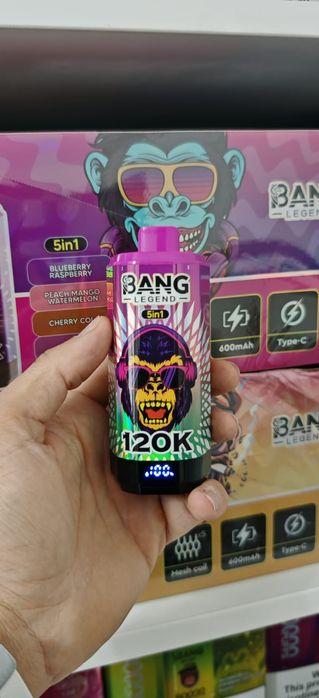 BANG
LEGEND
5in1
BLUEBERRY
RASPBERRY
PEACH MANGO
WATERMELON
CHERRY
600mAh
Type-C
BANG
LEGEND
5in1
120K
100
BANG
LEGEND
Mesh coil
600mAh
Type-C